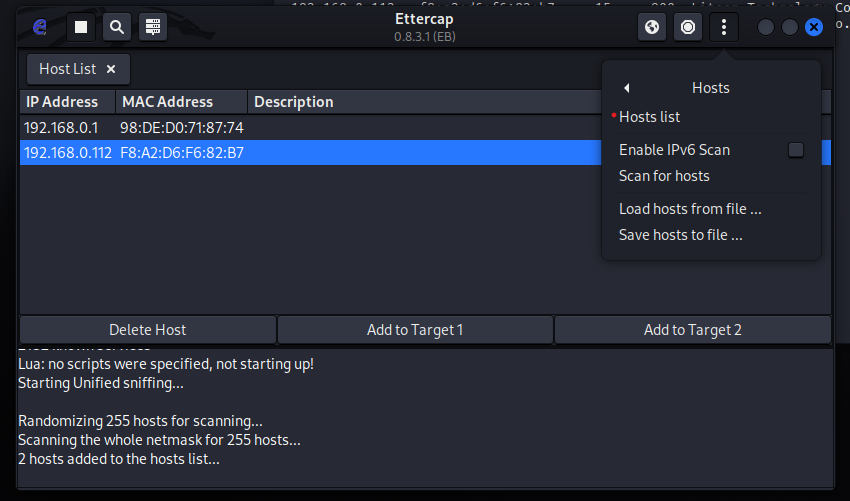 Ettercap
0.8.3.1 (EB)
Host List ×
IP Address MAC Address Description
192.168.0.1 98:DE:D0:71:87:74
192.168.0.112 F8:A2:D6:F6:82:B7
Hosts
Hosts list
Enable IPv6 Scan
Scan for hosts
Load hosts from file ...
Save hosts to file ...
Delete Host Add to Target 1 Add to Target 2
Lua: no scripts were specified, not starting up!
Starting Unified sniffing...
Randomizing 255 hosts for scanning...
Scanning the whole netmask for 255 hosts...
2 hosts added to the hosts list...